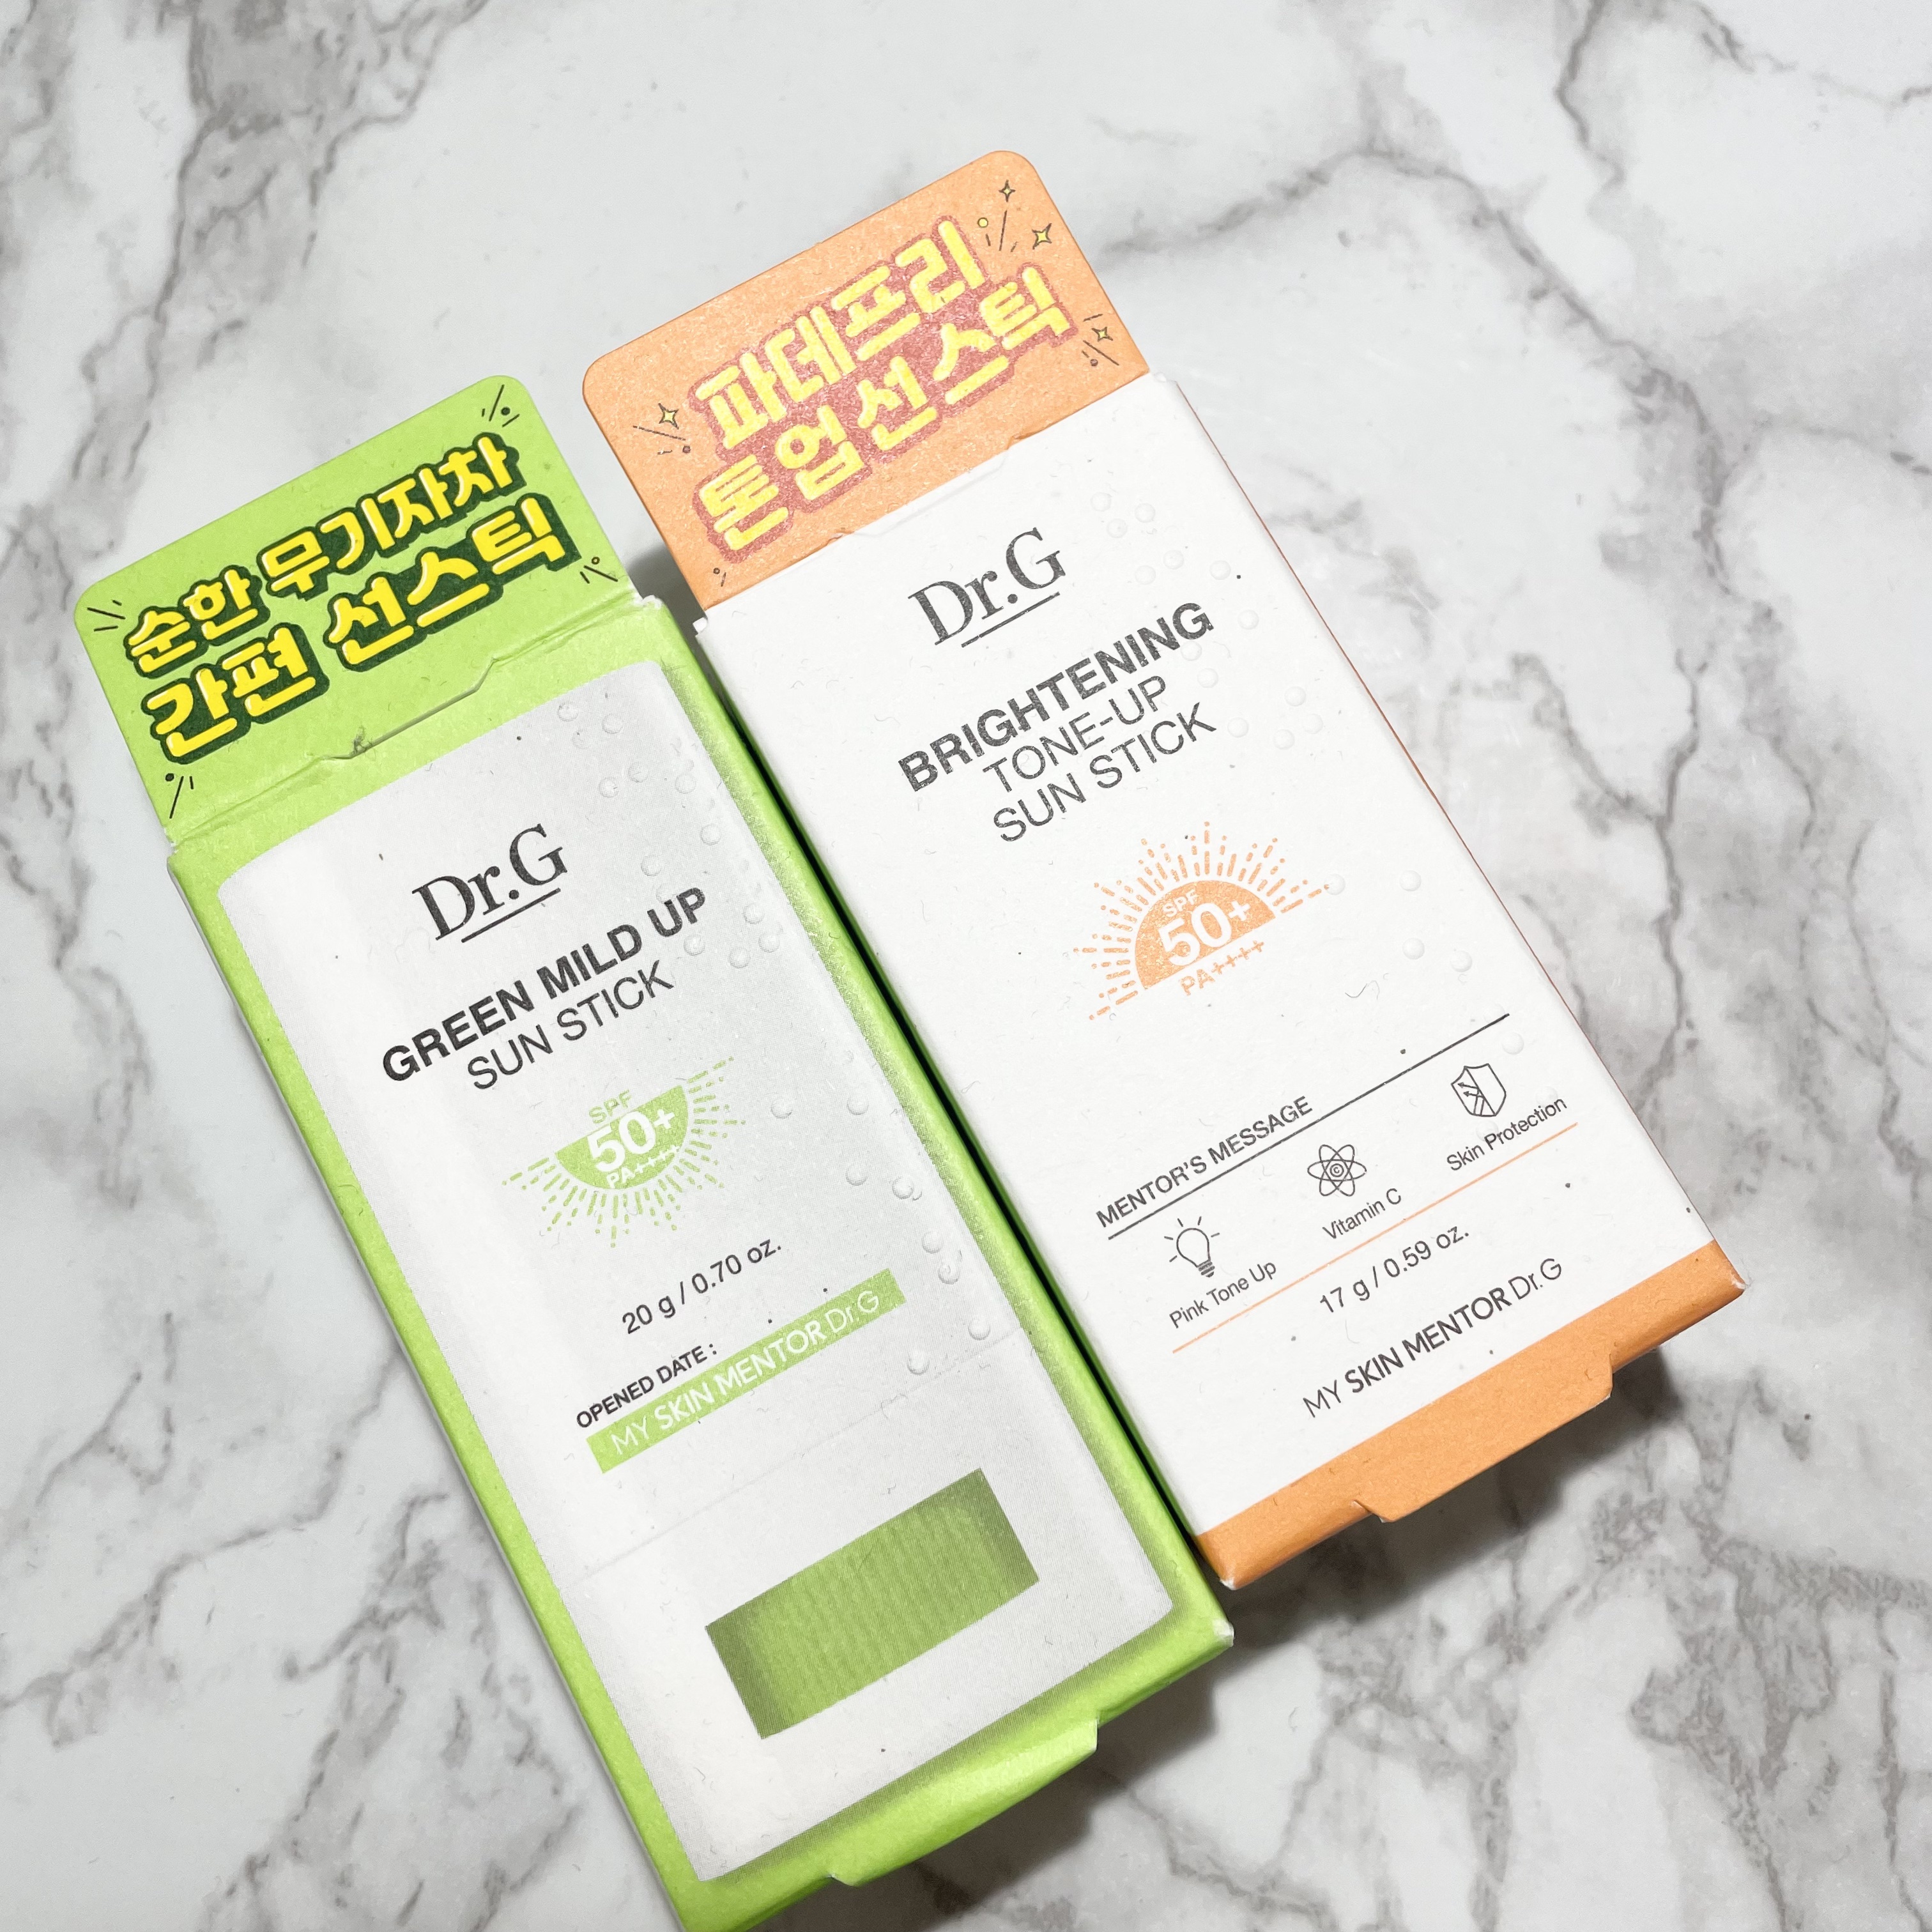 순한 무기자차
간편 선스틱
Dr.G
GREEN MILD UP
SUN STICK
SPF
50+
PA++++
20 g / 0.70 oz.
OPENED DATE :
MY SKIN MENTOR Dr.G
파데프리
톤업선스틱
Dr.G
BRIGHTENING
TONE-UP
SUN STICK
SPF
50+
PA++++
MENTOR'S MESSAGE
Pink Tone Up
Vitamin C
Skin Protection
17 g / 0.59 oz.
MY SKIN MENTOR Dr.G